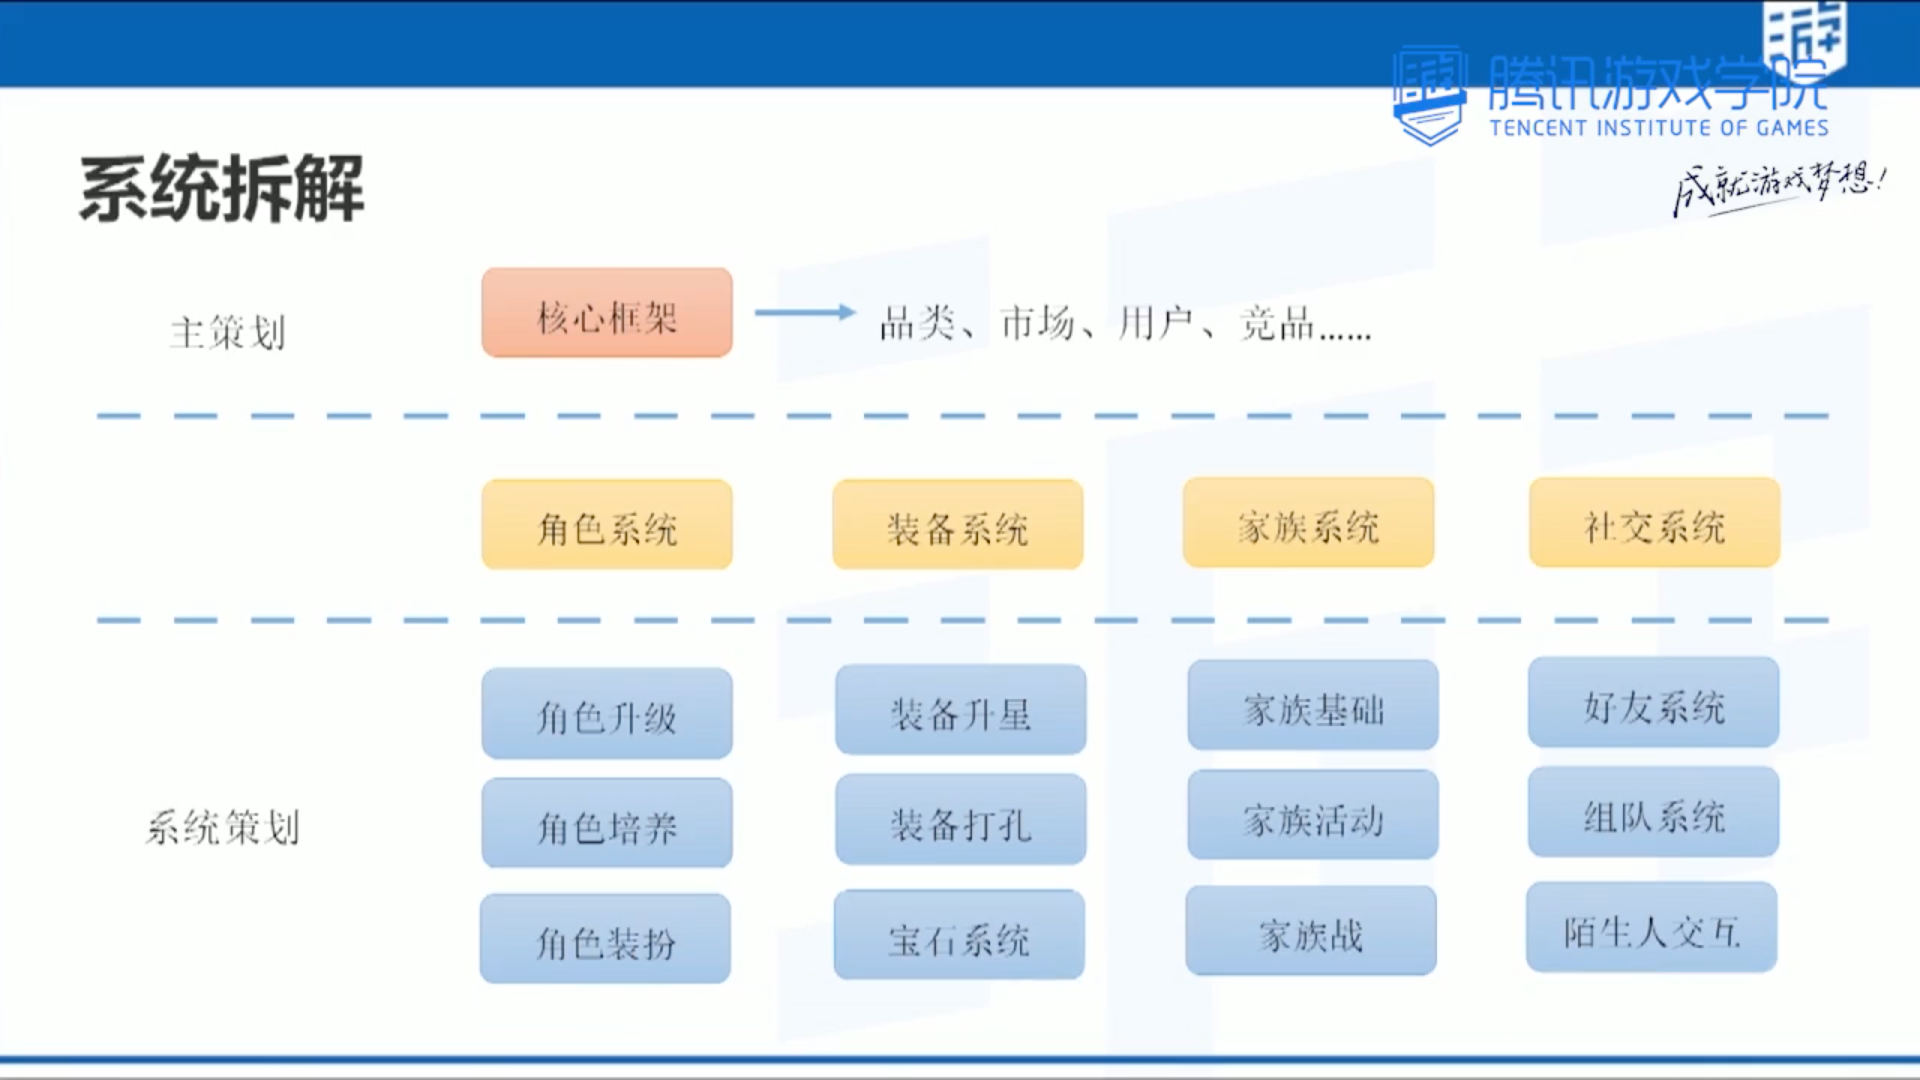 腾讯游戏学院
TENCENT INSTITUTE OF GAMES
成就游戏梦想!
系统拆解
主策划
核心框架
品类、市场、用户、竞品......
角色系统
装备系统
家族系统
社交系统
系统策划
角色升级
装备升星
家族基础
好友系统
角色培养
装备打孔
家族活动
组队系统
角色装扮
宝石系统
家族战
陌生人交互